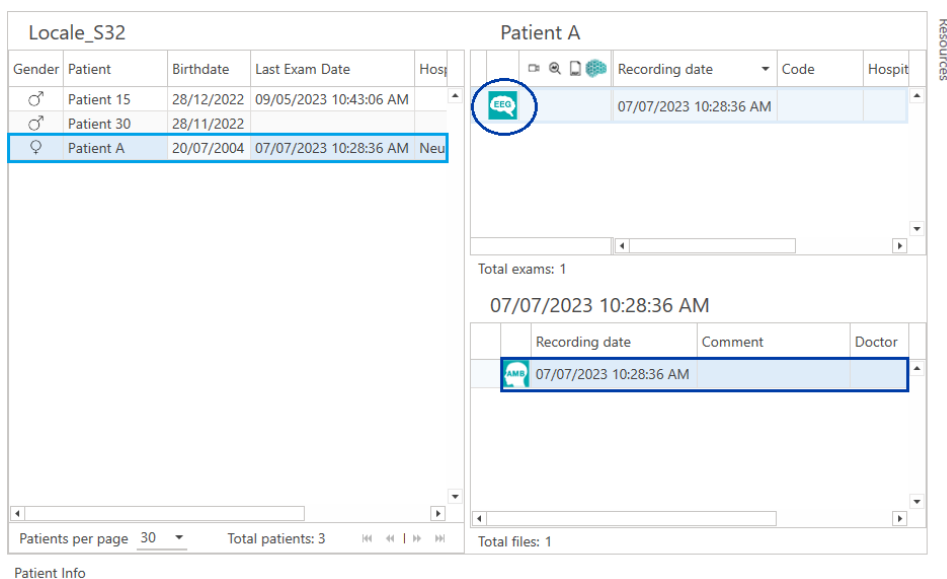 Locale_S32
Gender Patient Birthdate Last Exam Date Hosp
Patient 15 28/12/2022 09/05/2023 10:43:06 AM
Patient 30 28/11/2022
Patient A 20/07/2004 07/07/2023 10:28:36 AM Neu
Patients per page 30 Total patients: 3
Patient Info
Patient A
Recording date Code Hospit
EEG 07/07/2023 10:28:36 AM
Total exams: 1
07/07/2023 10:28:36 AM
Recording date Comment Doctor
AMB 07/07/2023 10:28:36 AM
Total files: 1
Resources